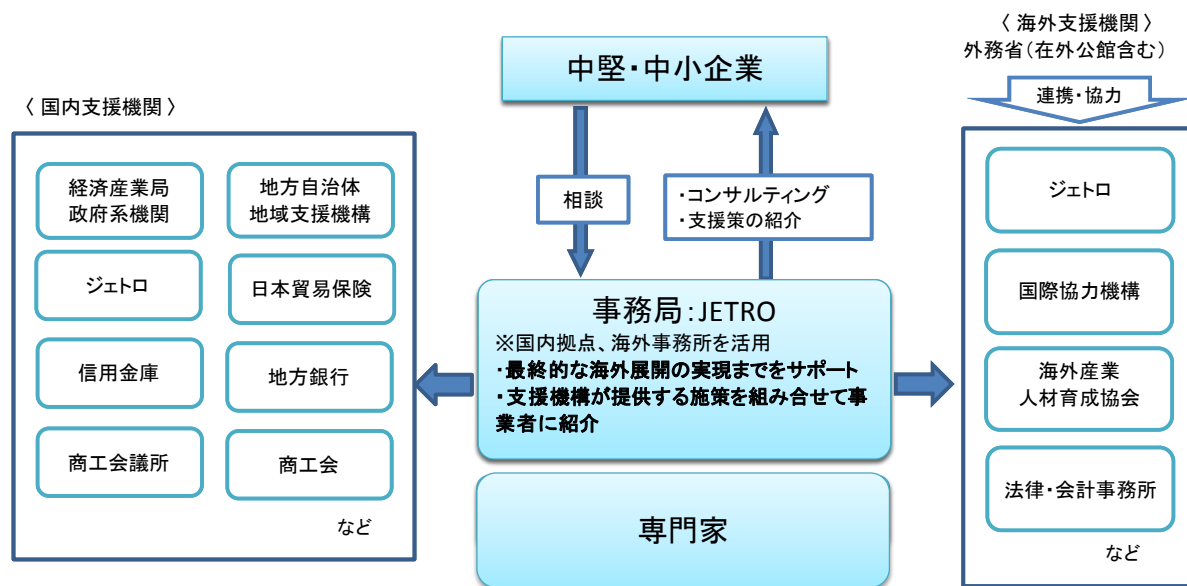 〈 国内支援機関 〉
経済産業局
政府系機関
地方自治体
地域支援機構
ジェトロ
日本貿易保険
信用金庫
地方銀行
商工会議所
商工会
など
中堅・中小企業
相談
・コンサルティング
・支援策の紹介
事務局：JETRO
※国内拠点、海外事務所を活用
・最終的な海外展開の実現までをサポート
・支援機構が提供する施策を組み合せて事
業者に紹介
専門家
〈 海外支援機関 〉
外務省（在外公館含む）
連携・協力
ジェトロ
国際協力機構
海外産業
人材育成協会
法律・会計事務所
など